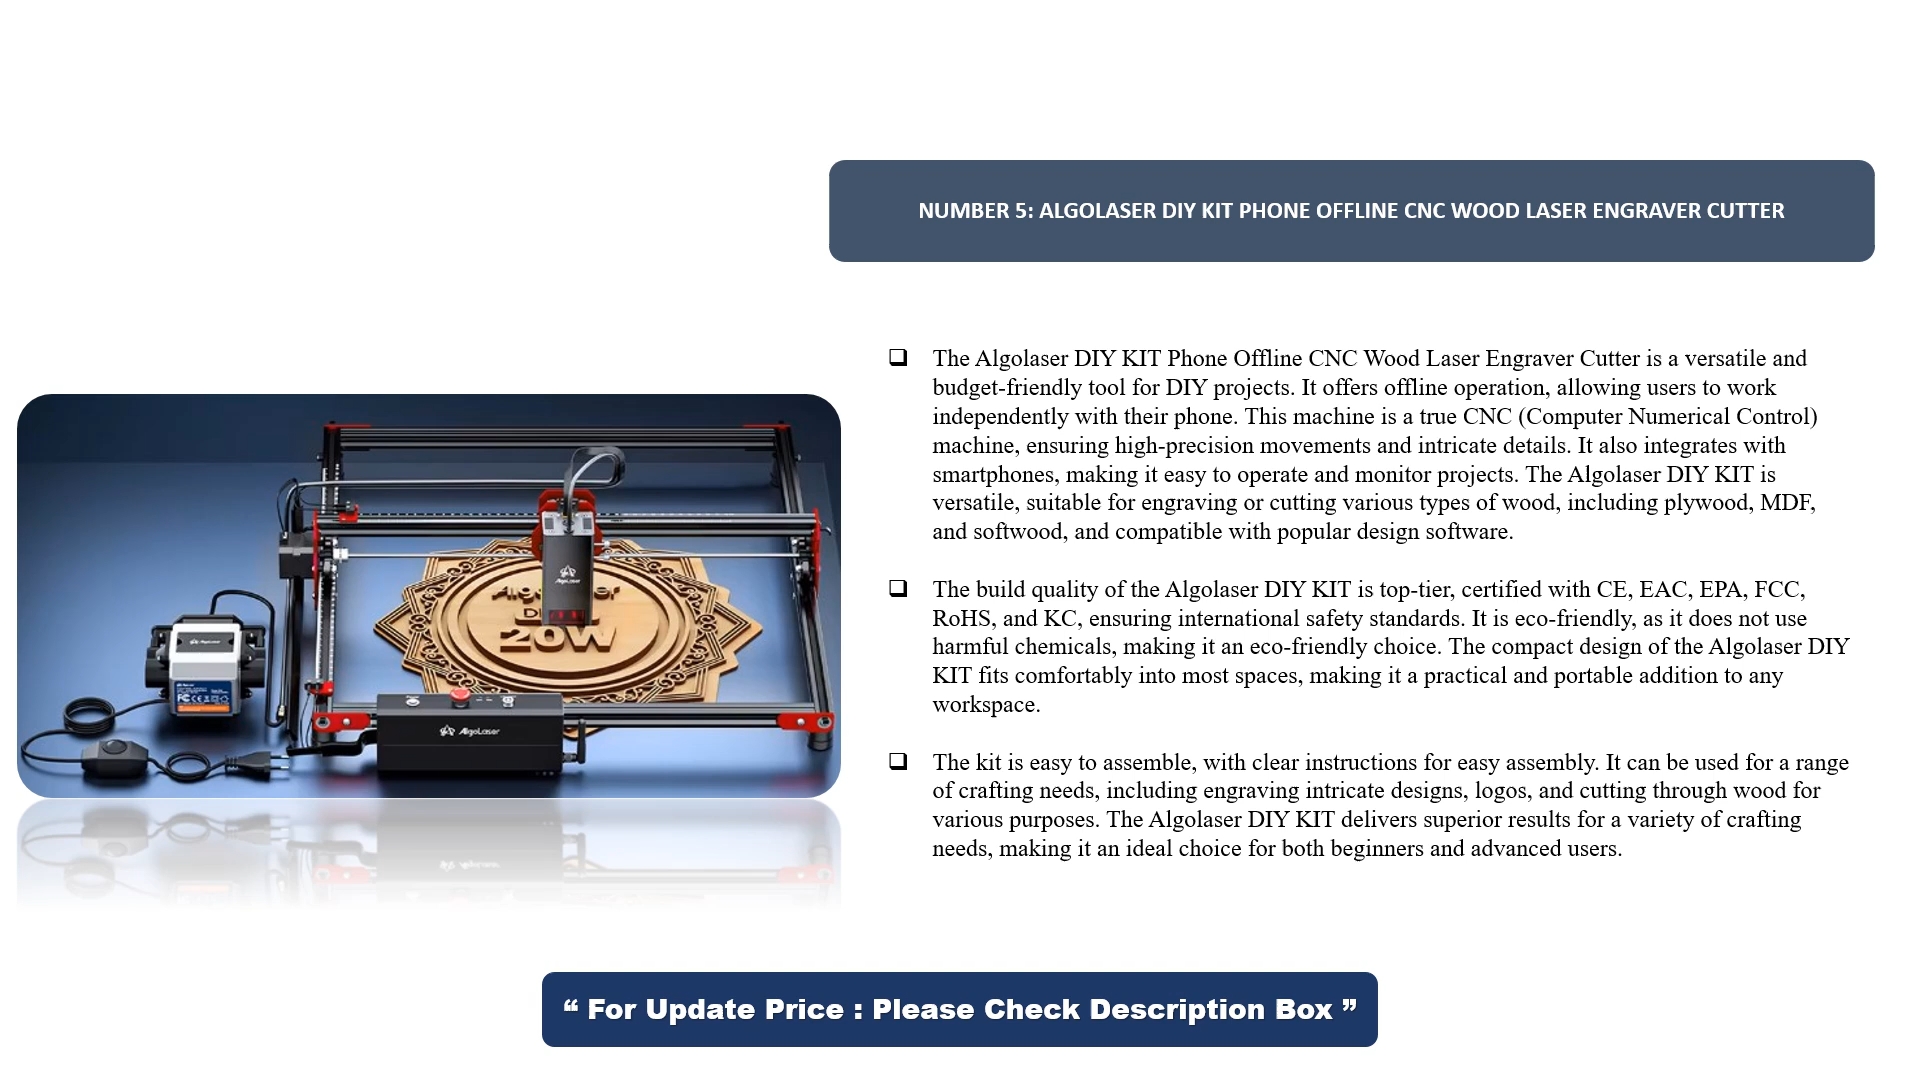 NUMBER 5: ALGOLASER DIY KIT PHONE OFFLINE CNC WOOD LASER ENGRAVER CUTTER
The Algolaser DIY KIT Phone Offline CNC Wood Laser Engraver Cutter is a versatile and
budget-friendly tool for DIY projects. It offers offline operation, allowing users to work
independently with their phone. This machine is a true CNC (Computer Numerical Control)
machine, ensuring high-precision movements and intricate details. It also integrates with
smartphones, making it easy to operate and monitor projects. The Algolaser DIY KIT is
versatile, suitable for engraving or cutting various types of wood, including plywood, MDF,
and softwood, and compatible with popular design software.
The build quality of the Algolaser DIY KIT is top-tier, certified with CE, EAC, EPA, FCC,
RoHS, and KC, ensuring international safety standards. It is eco-friendly, as it does not use
harmful chemicals, making it an eco-friendly choice. The compact design of the Algolaser DIY
KIT fits comfortably into most spaces, making it a practical and portable addition to any
workspace.
The kit is easy to assemble, with clear instructions for easy assembly. It can be used for a range
of crafting needs, including engraving intricate designs, logos, and cutting through wood for
various purposes. The Algolaser DIY KIT delivers superior results for a variety of crafting
needs, making it an ideal choice for both beginners and advanced users.
AlgoLaser
20W
AlgoLaser
AlgoLaser
“ For Update Price : Please Check Description Box ”